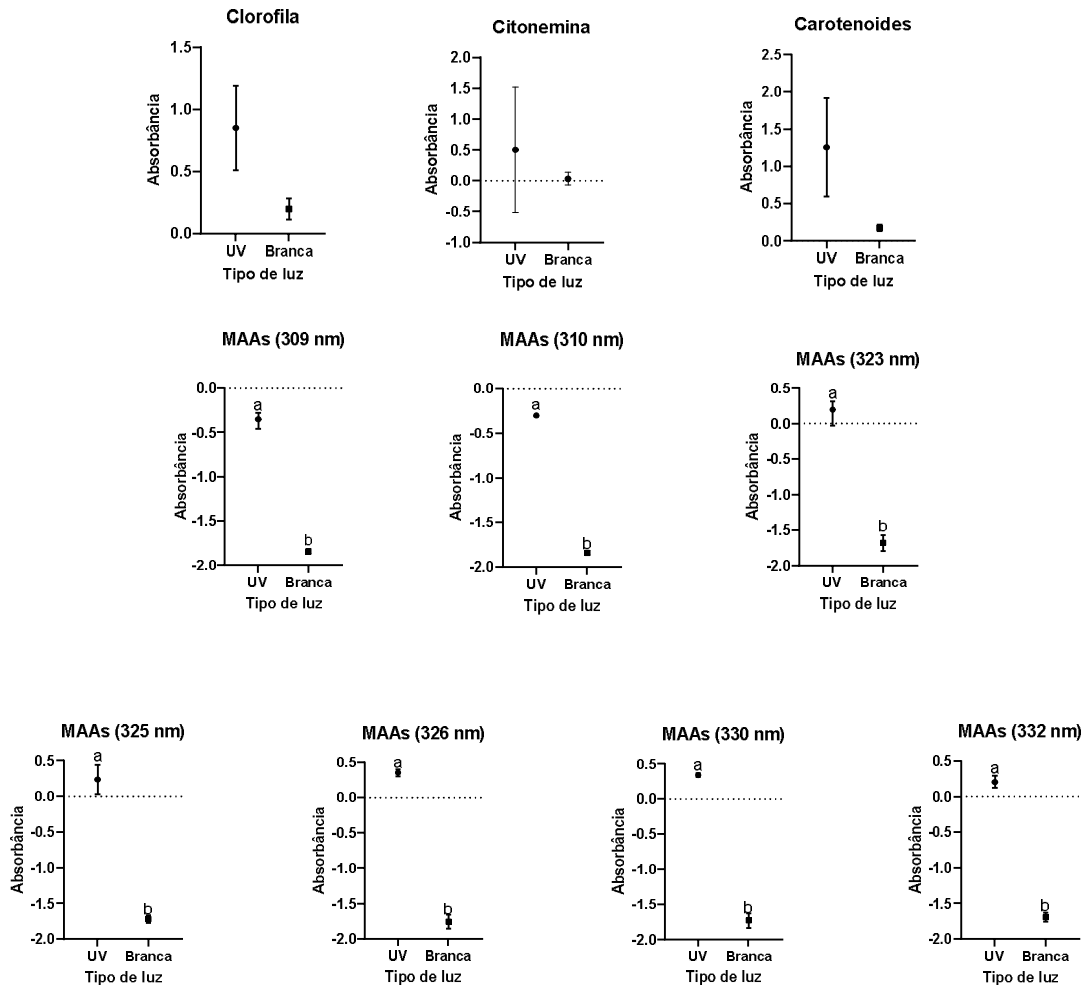 Clorofila
1.5
1.0
0.5
0.0
Absorbância
UV Branca
Tipo de luz
Citonemina
2.0
1.5
1.0
0.5
0.0
-0.5
-1.0
Absorbância
UV Branca
Tipo de luz
Carotenoides
2.5
2.0
1.5
1.0
0.5
0.0
Absorbância
UV Branca
Tipo de luz
MAAs (309 nm)
0.0
-0.5
-1.0
-1.5
-2.0
Absorbância
a
b
UV Branca
Tipo de luz
MAAs (310 nm)
0.0
-0.5
-1.0
-1.5
-2.0
Absorbância
a
b
UV Branca
Tipo de luz
MAAs (323 nm)
0.5
0.0
-0.5
-1.0
-1.5
-2.0
Absorbância
a
b
UV Branca
Tipo de luz
MAAs (325 nm)
0.5
0.0
-0.5
-1.0
-1.5
-2.0
Absorbância
a
b
UV Branca
Tipo de luz
MAAs (326 nm)
0.5
0.0
-0.5
-1.0
-1.5
-2.0
Absorbância
a
b
UV Branca
Tipo de luz
MAAs (330 nm)
0.5
0.0
-0.5
-1.0
-1.5
-2.0
Absorbância
a
b
UV Branca
Tipo de luz
MAAs (332 nm)
0.5
0.0
-0.5
-1.0
-1.5
-2.0
Absorbância
a
b
UV Branca
Tipo de luz